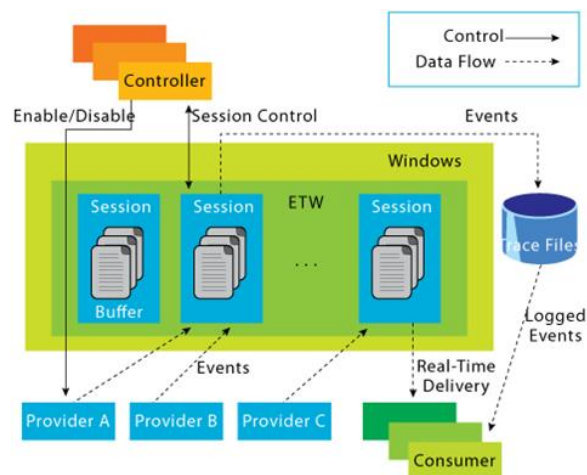 Control
Data Flow
Controller
Enable/Disable
Session Control
Events
Windows
ETW
Session
Session
Session
. . .
Buffer
Trace Files
Logged
Events
Events
Real-Time
Delivery
Provider A
Provider B
Provider C
Consumer